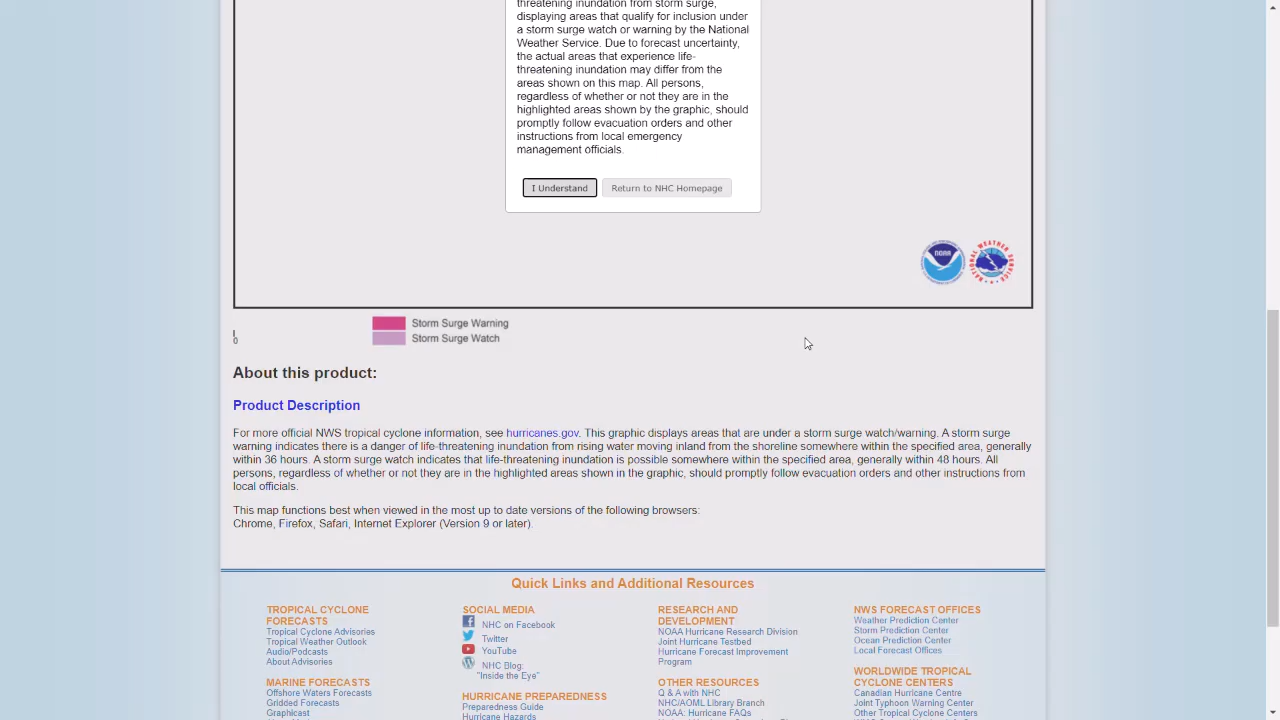 threatening inundation from storm surge,
displaying areas that qualify for inclusion under
a storm surge watch or warning by the National
Weather Service. Due to forecast uncertainty,
the actual areas that experience life-
threatening inundation may differ from the
areas shown on this map. All persons,
regardless of whether or not they are in the
highlighted areas shown by the graphic, should
promptly follow evacuation orders and other
instructions from local emergency
management officials.
I Understand
Return to NHC Homepage
NOAA
NATIONAL WEATHER SERVICE
Storm Surge Warning
Storm Surge Watch
0
About this product:
Product Description
For more official NWS tropical cyclone information, see hurricanes.gov. This graphic displays areas that are under a storm surge watch/warning. A storm surge
warning indicates there is a danger of life-threatening inundation from rising water moving inland from the shoreline somewhere within the specified area, generally
within 36 hours. A storm surge watch indicates that life-threatening inundation is possible somewhere within the specified area, generally within 48 hours. All
persons, regardless of whether or not they are in the highlighted areas shown in the graphic, should promptly follow evacuation orders and other instructions from
local officials.
This map functions best when viewed in the most up to date versions of the following browsers:
Chrome, Firefox, Safari, Internet Explorer (Version 9 or later).
Quick Links and Additional Resources
TROPICAL CYCLONE
FORECASTS
Tropical Cyclone Advisories
Tropical Weather Outlook
Audio/Podcasts
About Advisories
MARINE FORECASTS
Offshore Waters Forecasts
Gridded Forecasts
Graphicast
SOCIAL MEDIA
NHC on Facebook
Twitter
YouTube
NHC Blog:
"Inside the Eye"
HURRICANE PREPAREDNESS
Preparedness Guide
Hurricane Hazards
RESEARCH AND
DEVELOPMENT
NOAA Hurricane Research Division
Joint Hurricane Testbed
Hurricane Forecast Improvement
Program
OTHER RESOURCES
Q & A with NHC
NHC/AOML Library Branch
NOAA: Hurricane FAQs
NWS FORECAST OFFICES
Weather Prediction Center
Storm Prediction Center
Ocean Prediction Center
Local Forecast Offices
WORLDWIDE TROPICAL
CYCLONE CENTERS
Canadian Hurricane Centre
Joint Typhoon Warning Center
Other Tropical Cyclone Centers